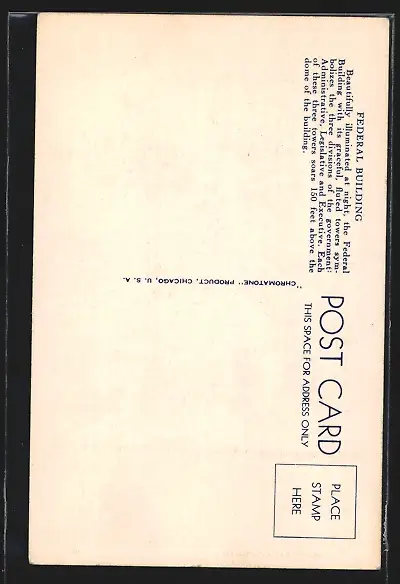 FEDERAL BUILDING
Beautifully illuminated at night, the Federal
Building with its graceful, fluted towers sym-
bolizes the three divisions of the government:
Administrative, Legislative and Executive. Each
of these three towers soars 150 feet above the
dome of the building.
POST CARD
THIS SPACE FOR ADDRESS ONLY
PLACE
STAMP
HERE
"CHROMATONE" PRODUCT, CHICAGO, U. S. A.